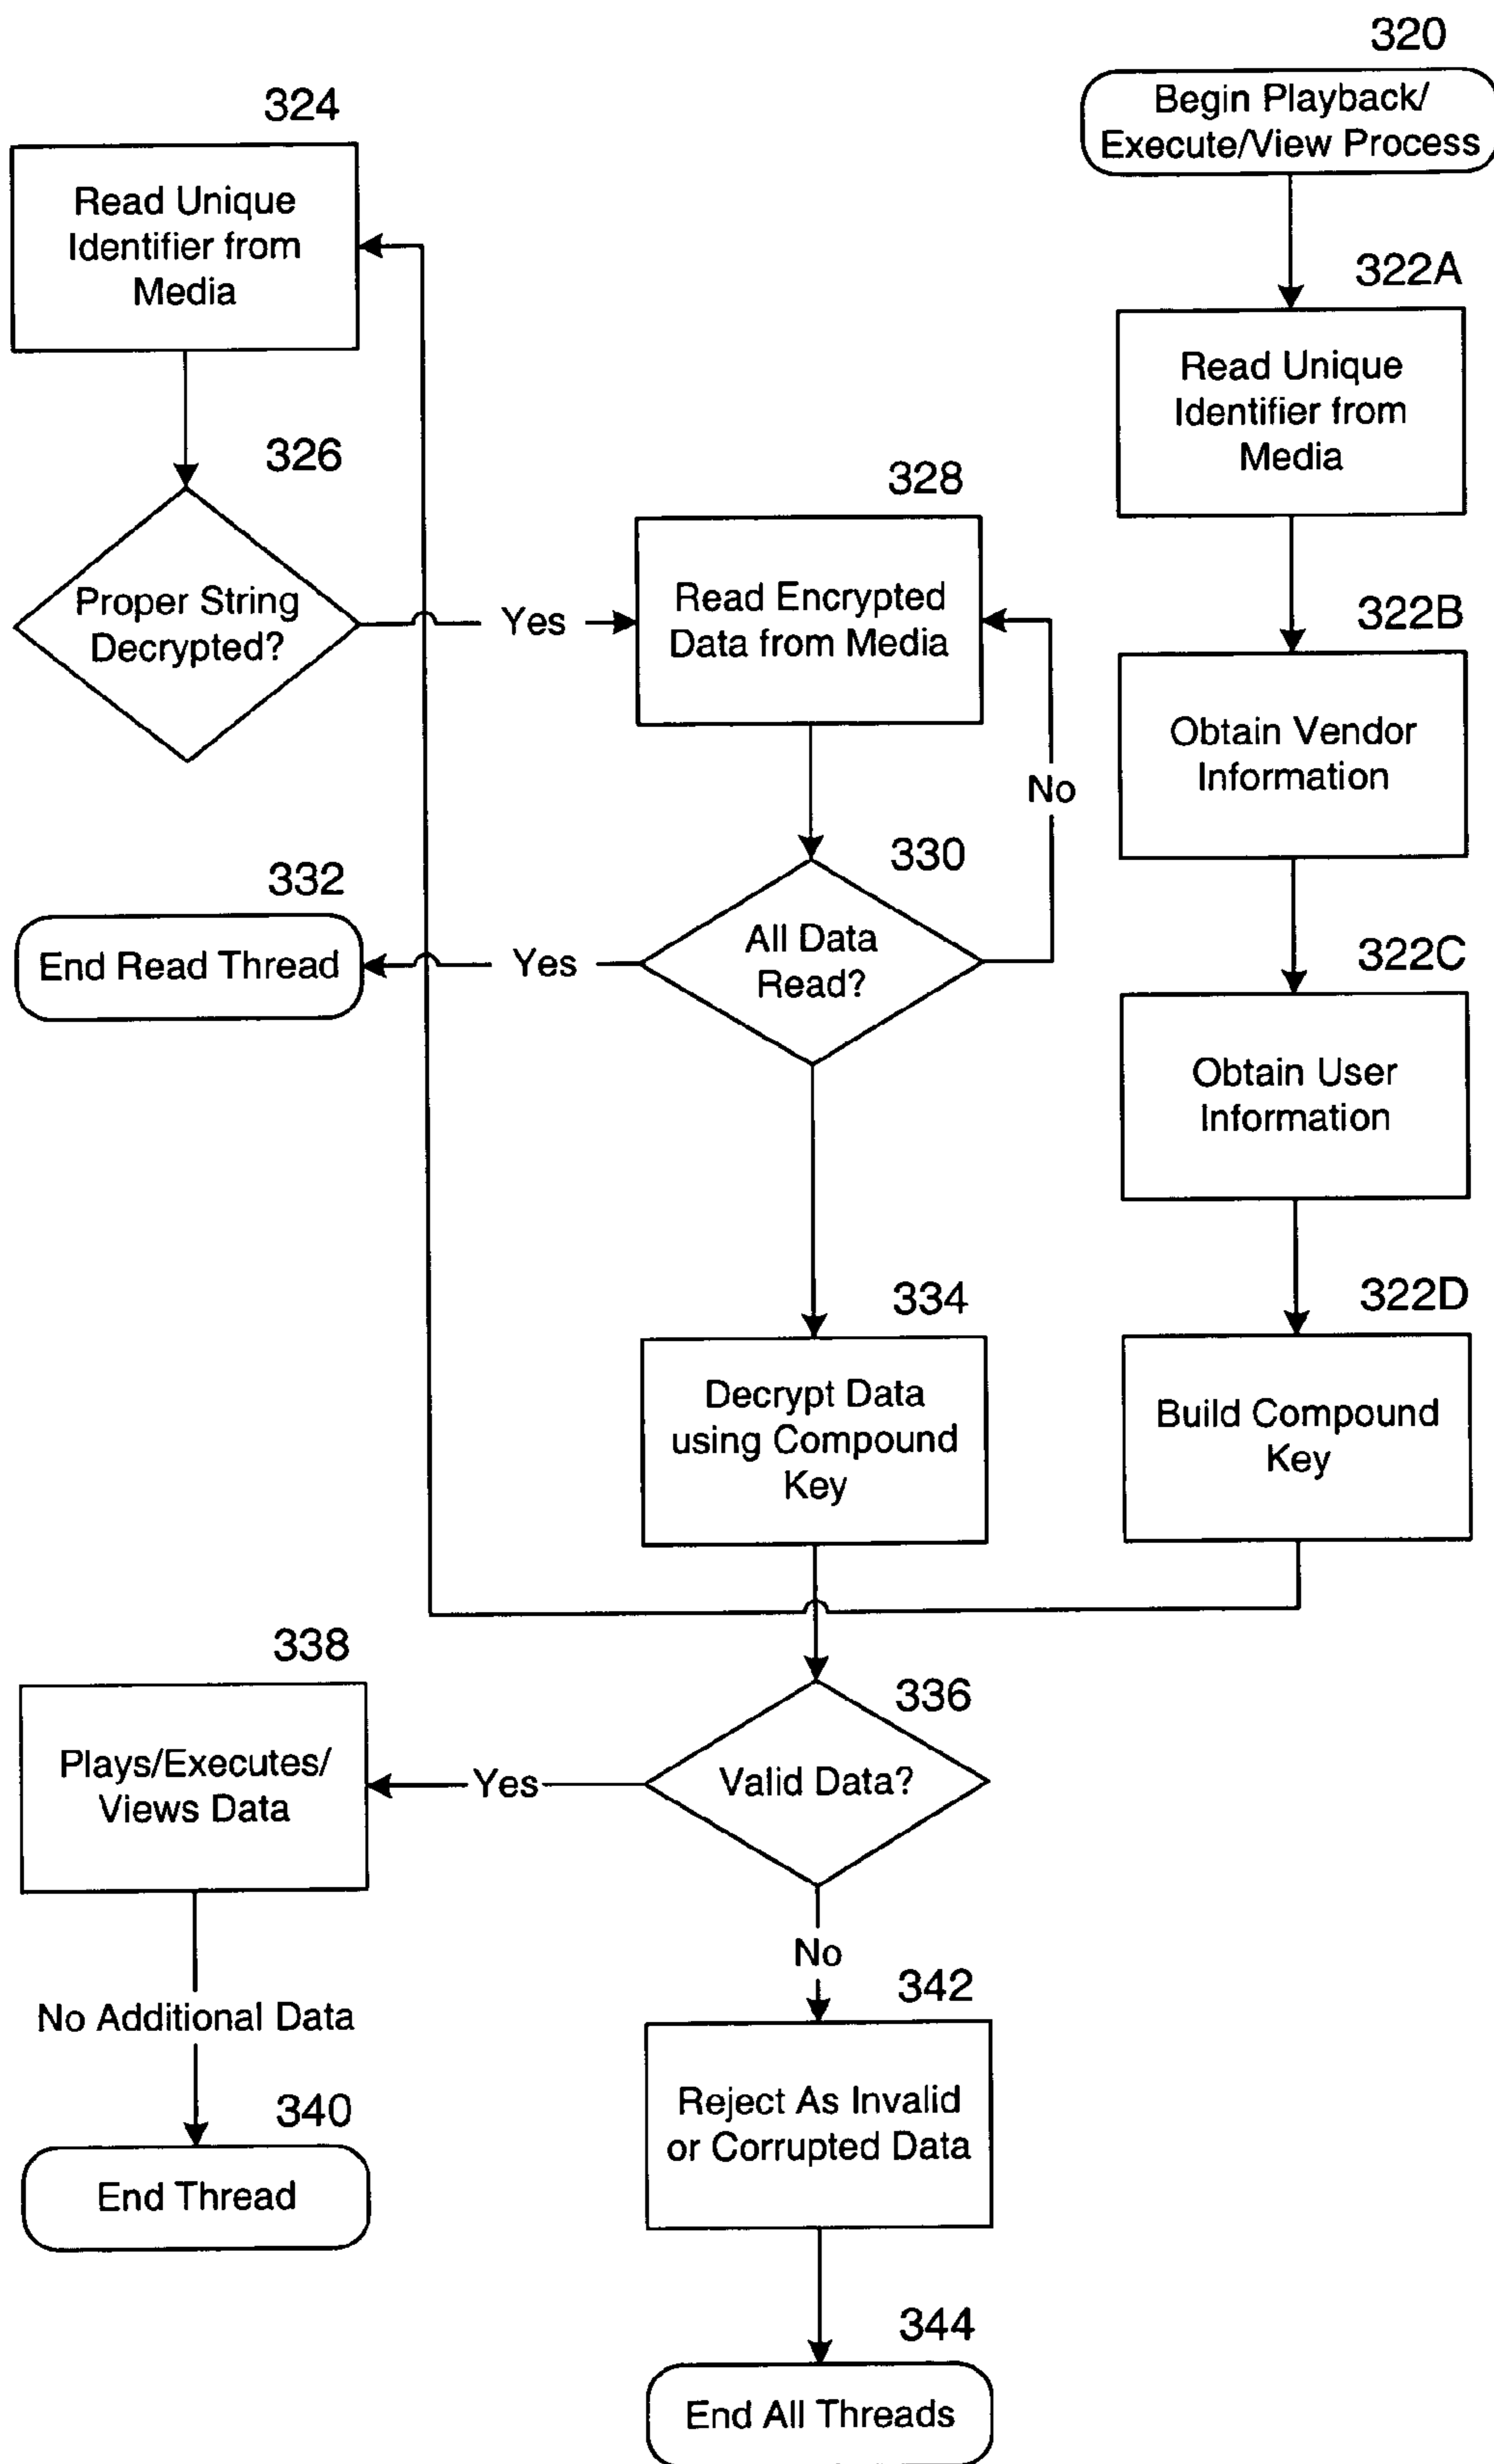 320
Begin Playback/
Execute/View Process
322A
Read Unique
Identifier from
Media
322B
Obtain Vendor
Information
322C
Obtain User
Information
322D
Build Compound
Key
324
Read Unique
Identifier from
Media
326
Proper String
Decrypted?
Yes
328
Read Encrypted
Data from Media
No
330
All Data
Read?
Yes
332
End Read Thread
334
Decrypt Data
using Compound
Key
336
Valid Data?
Yes
338
Plays/Executes/
Views Data
No Additional Data
340
End Thread
No
342
Reject As Invalid
or Corrupted Data
344
End All Threads